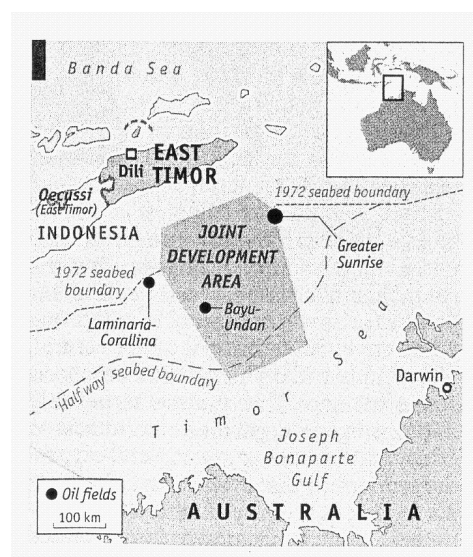 Banda Sea
EAST
TIMOR
Dili
Oecussi
(East Timor)
INDONESIA
1972 seabed boundary
JOINT
DEVELOPMENT
AREA
Greater
Sunrise
1972 seabed
boundary
Bayu-
Undan
Laminaria-
Corallina
'Half way' seabed boundary
Darwin
Timor Sea
Joseph
Bonaparte
Gulf
Oil fields
100 km
AUSTRALIA